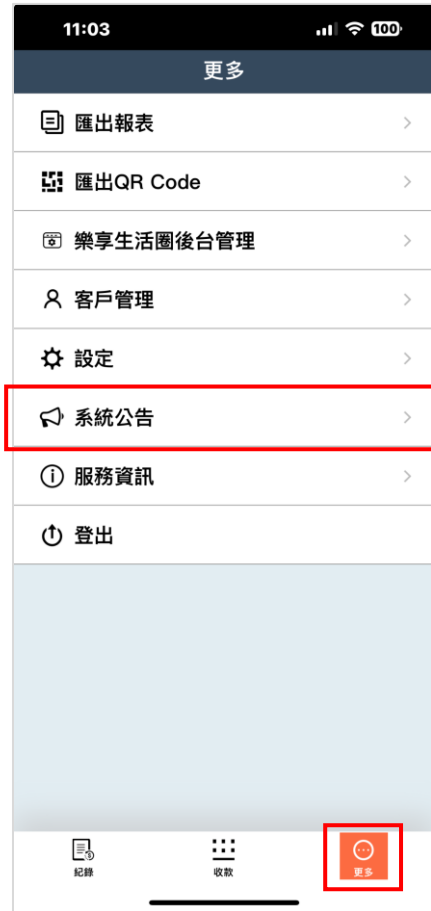 11:03
100
更多
匯出報表
匯出QR Code
樂享生活圈後台管理
客戶管理
設定
系統公告
服務資訊
登出
紀錄
收款
更多